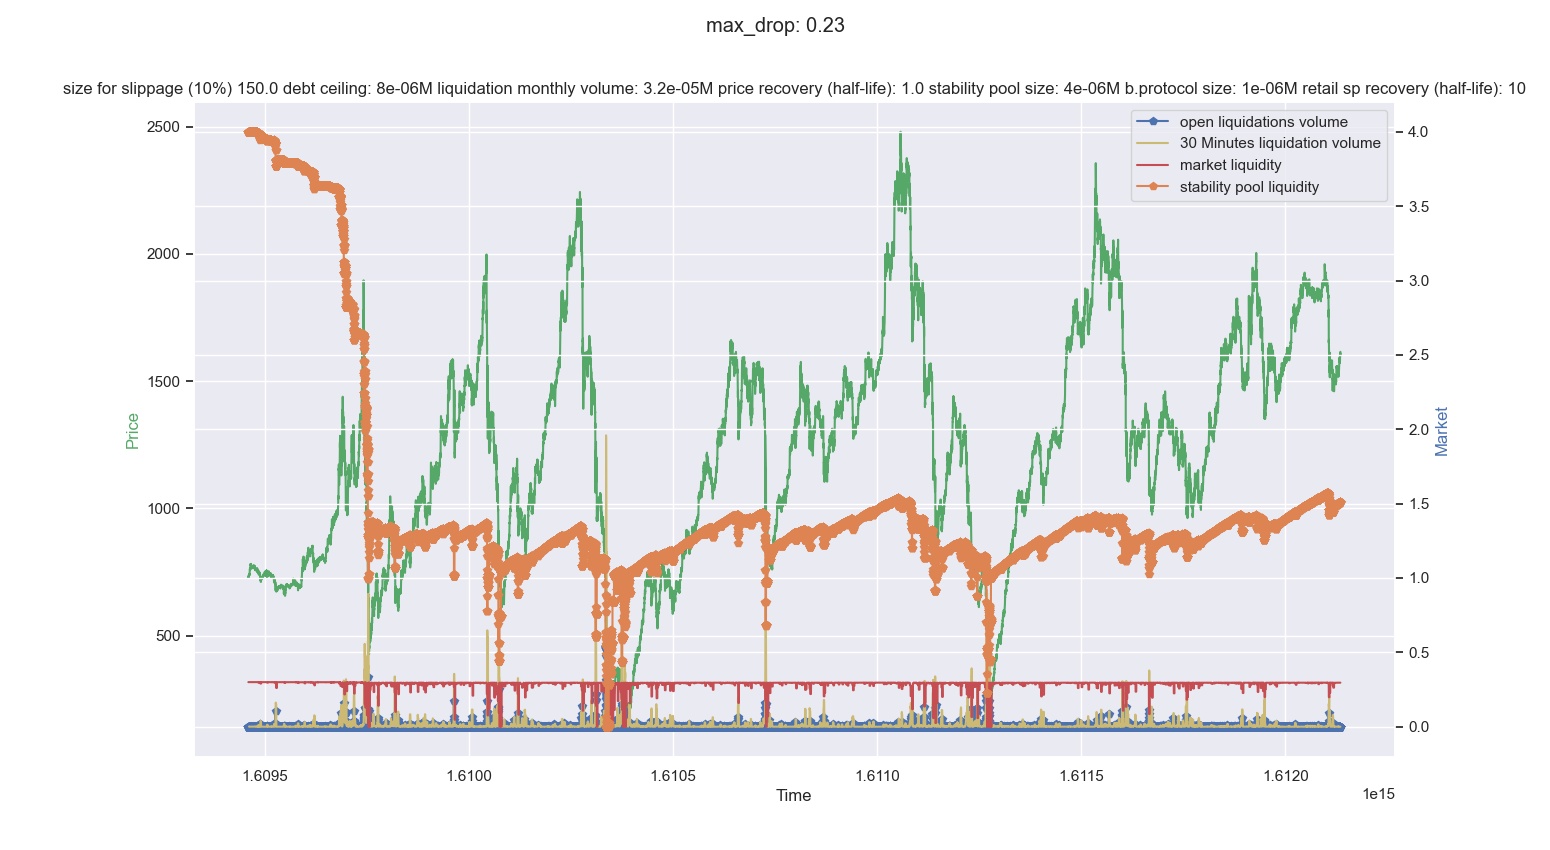 max_drop: 0.23
size for slippage (10%) 150.0 debt ceiling: 8e-06M liquidation monthly volume: 3.2e-05M price recovery (half-life): 1.0 stability pool size: 4e-06M b.protocol size: 1e-06M retail sp recovery (half-life): 10
open liquidations volume
30 Minutes liquidation volume
market liquidity
stability pool liquidity
2500
2000
1500
1000
500
Price
4.0
3.5
3.0
2.5
2.0
1.5
1.0
0.5
0.0
Market
1.6095 1.6100 1.6105 1.6110 1.6115 1.6120
Time
1e15